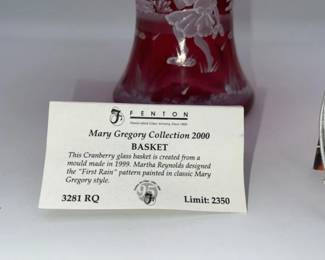 FENTON
Mary Gregory Collection 2000
BASKET
This Cranberry glass basket is created from a
mould made in 1999. Martha Reynolds designed
the "First Rain" pattern painted in classic Mary
Gregory style.
3281 RQ
Limit: 2350